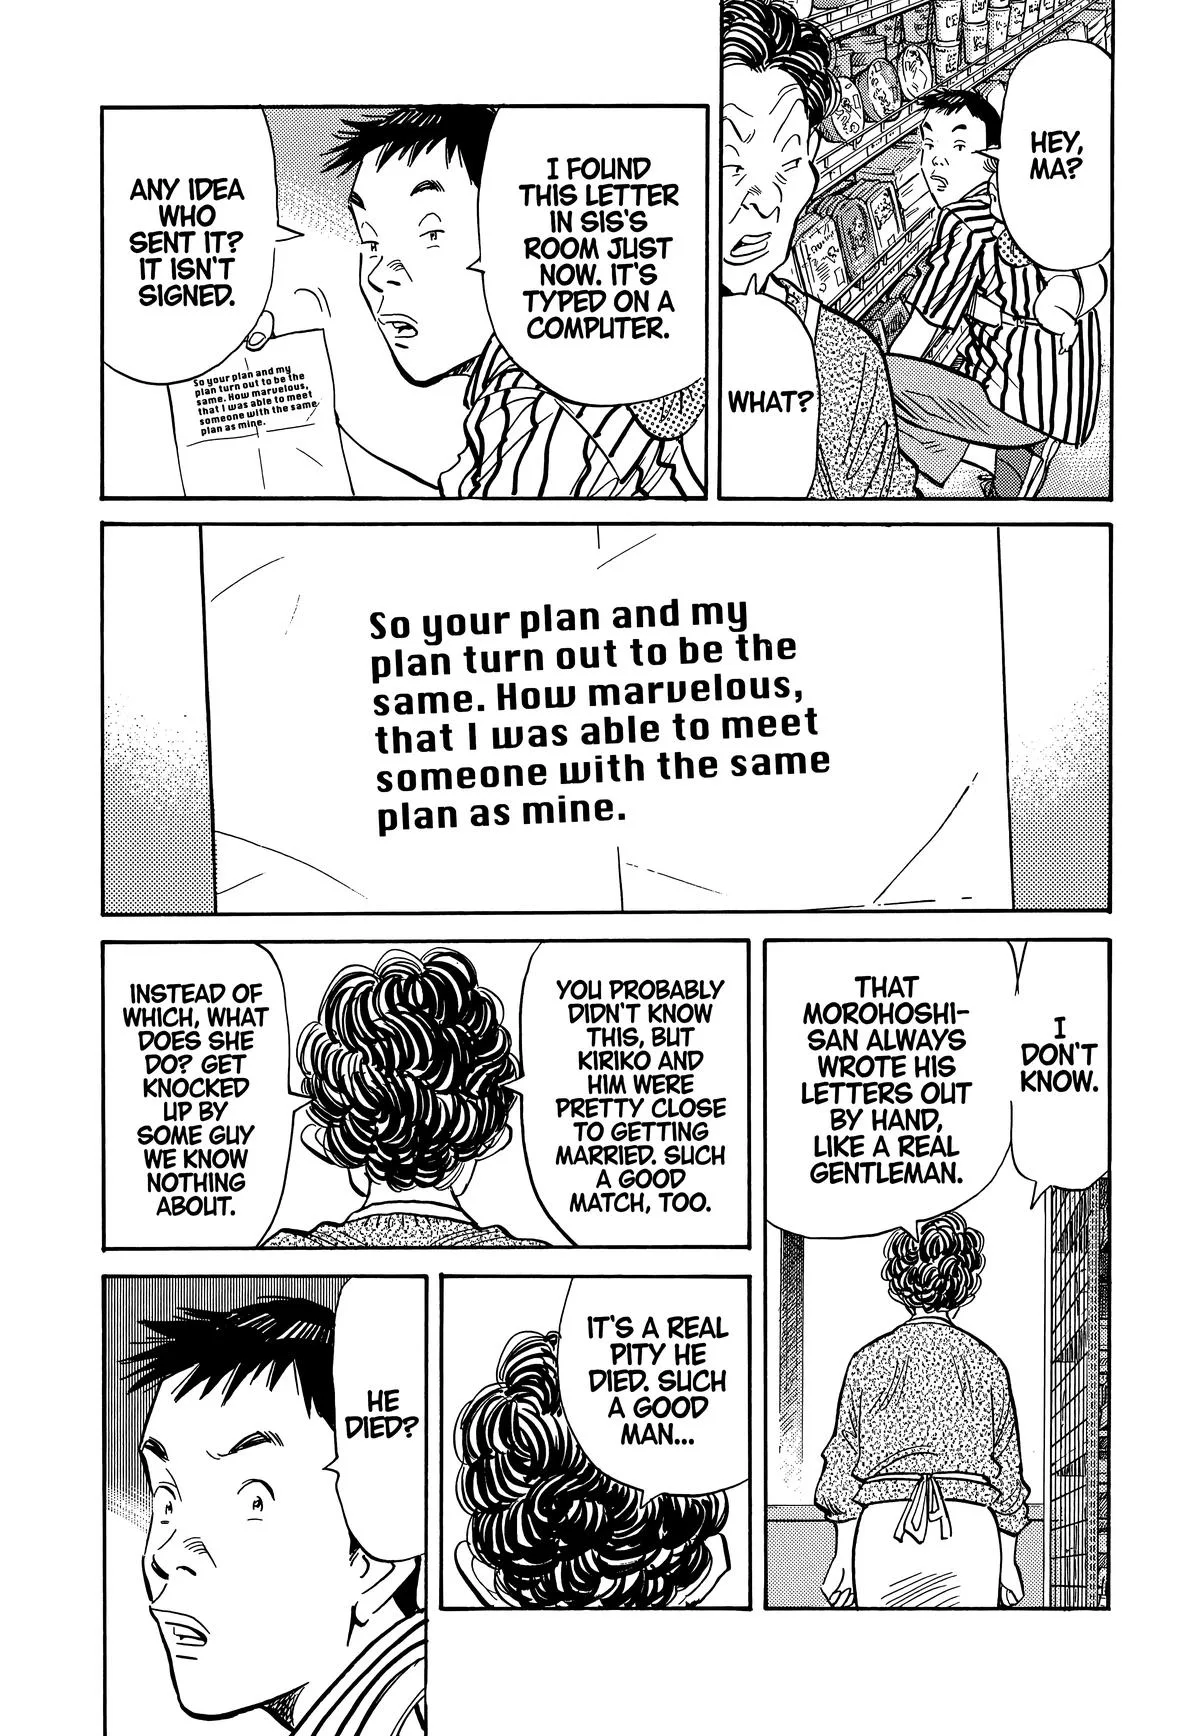 HEY,
MA?
WHAT?
I FOUND
THIS LETTER
IN SIS'S
ROOM JUST
NOW. IT'S
TYPED ON A
COMPUTER.
ANY IDEA
WHO
SENT IT?
IT ISN'T
SIGNED.
So your plan and my
plan turn out to be the
same. How marvelous,
that I was able to meet
someone with the same
plan as mine.
So your plan and my
plan turn out to be the
same. How marvelous,
that I was able to meet
someone with the same
plan as mine.
I
DON'T
KNOW.
THAT
MOROHOSHI-
SAN ALWAYS
WROTE HIS
LETTERS OUT
BY HAND,
LIKE A REAL
GENTLEMAN.
YOU PROBABLY
DIDN'T KNOW
THIS, BUT
KIRIKO AND
HIM WERE
PRETTY CLOSE
TO GETTING
MARRIED. SUCH
A GOOD
MATCH, TOO.
INSTEAD OF
WHICH, WHAT
DOES SHE
DO? GET
KNOCKED
UP BY
SOME GUY
WE KNOW
NOTHING
ABOUT.
IT'S A REAL
PITY HE
DIED. SUCH
A GOOD
MAN...
HE
DIED?